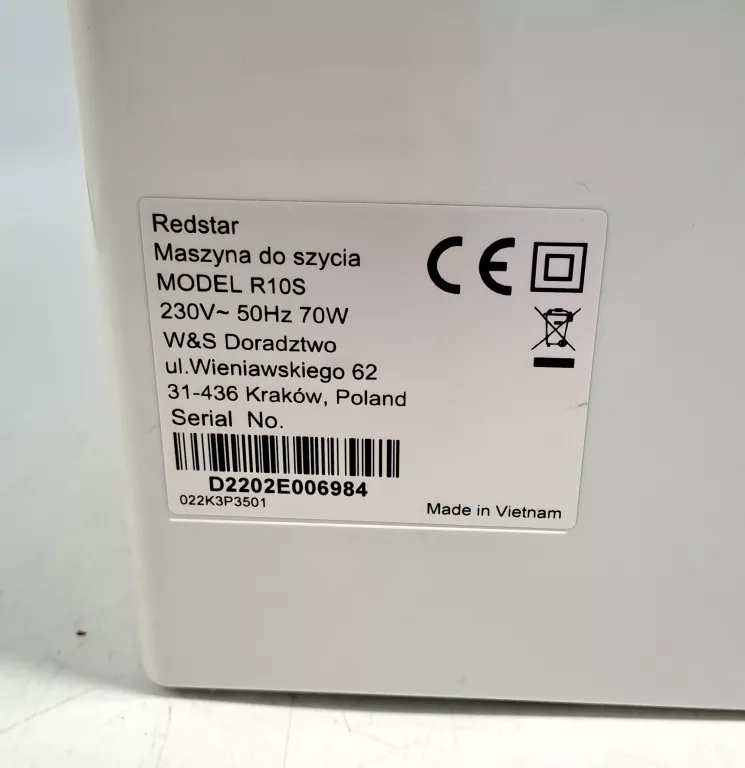 Redstar
Maszyna do szycia
MODEL R10S
230V~ 50Hz 70W
W&S Doradztwo
ul.Wieniawskiego 62
31-436 Kraków, Poland
Serial No.
D2202E006984
022K3P3501
Made in Vietnam
CE